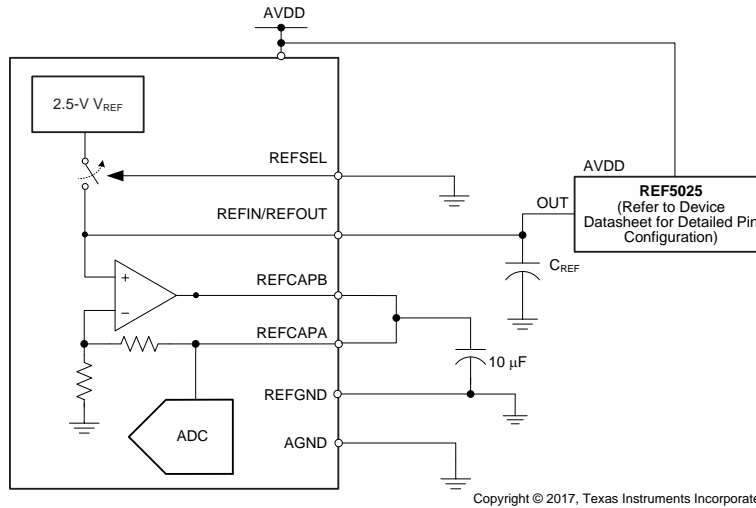 AVDD
2.5-V VREF
REFSEL
AVDD
REF5025
(Refer to Device
Datasheet for Detailed Pin
Configuration)
OUT
REFIN/REFOUT
CREF
+
−
REFCAPB
REFCAPA
10 μF
REFGND
ADC
AGND
Copyright © 2017, Texas Instruments Incorporate